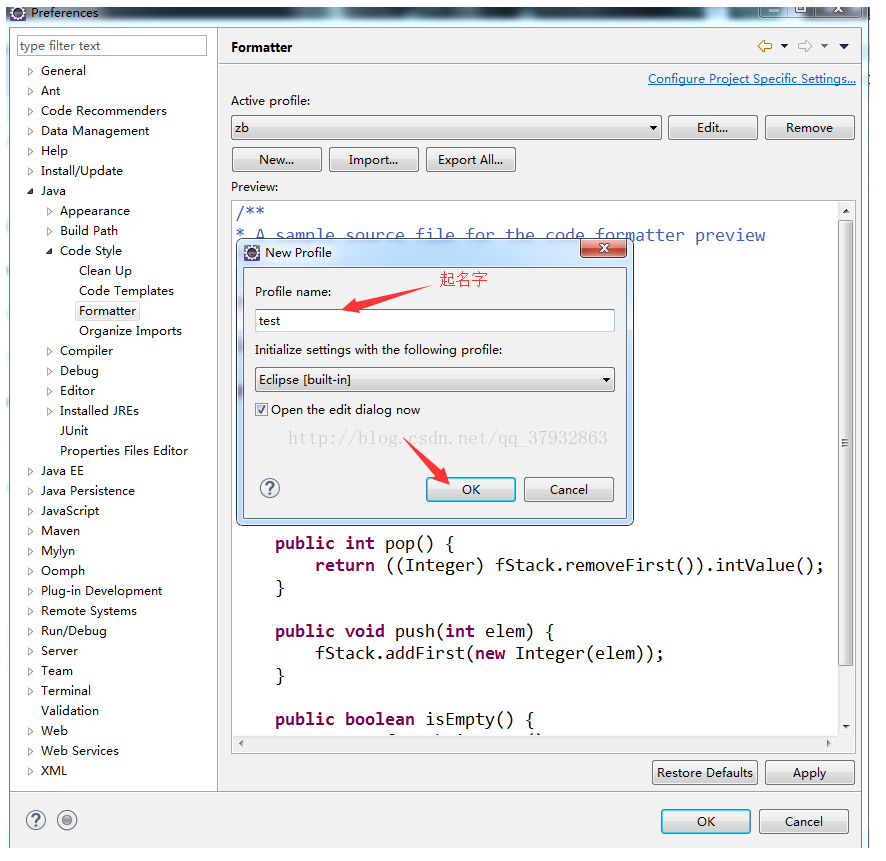 Preferences
type filter text
General
Ant
Code Recommenders
Data Management
Help
Install/Update
Java
Appearance
Build Path
Code Style
Clean Up
Code Templates
Formatter
Organize Imports
Compiler
Debug
Editor
Installed JREs
JUnit
Properties Files Editor
Java EE
Java Persistence
JavaScript
Maven
Mylyn
Oomph
Plug-in Development
Remote Systems
Run/Debug
Server
Team
Terminal
Validation
Web
Web Services
XML
Formatter
Configure Project Specific Settings...
Active profile:
zb
Edit...
Remove
New...
Import...
Export All...
Preview:
/**
* A sample source file for the code formatter preview
New Profile
Profile name:
起名字
test
Initialize settings with the following profile:
Eclipse [built-in]
Open the edit dialog now
http://blog.csdn.net/qq_37932863
OK
Cancel
public int pop() {
return ((Integer) fStack.removeFirst()).intValue();
}
public void push(int elem) {
fStack.addFirst(new Integer(elem));
}
public boolean isEmpty() {
Restore Defaults
Apply
OK
Cancel